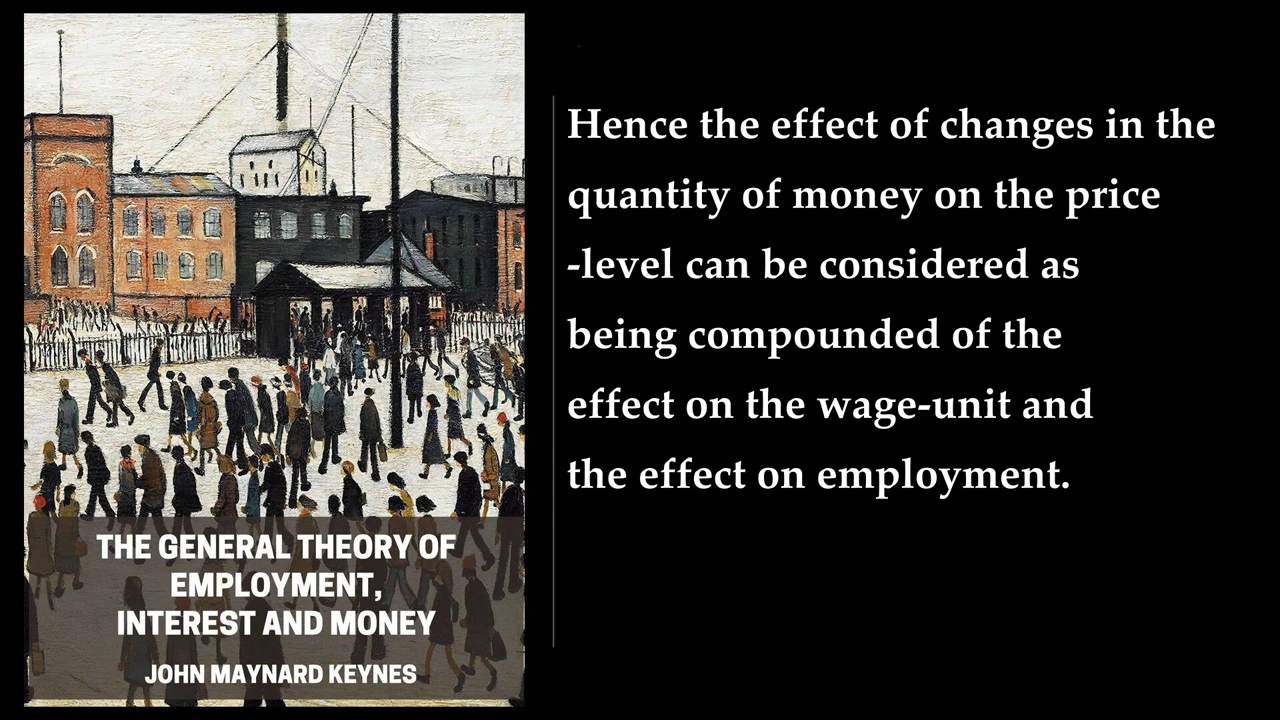 THE GENERAL THEORY OF
EMPLOYMENT,
INTEREST AND MONEY
JOHN MAYNARD KEYNES
Hence the effect of changes in the
quantity of money on the price
-level can be considered as
being compounded of the
effect on the wage-unit and
the effect on employment.